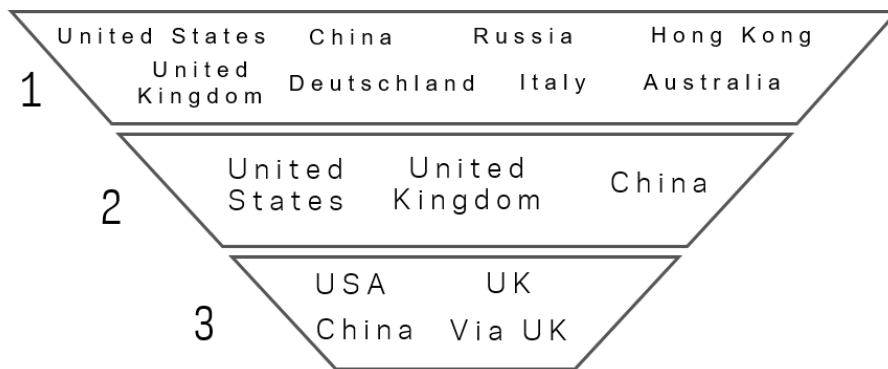 United States China Russia Hong Kong
United Kingdom Deutschland Italy Australia
1
United States United Kingdom China
2
USA UK
China Via UK
3